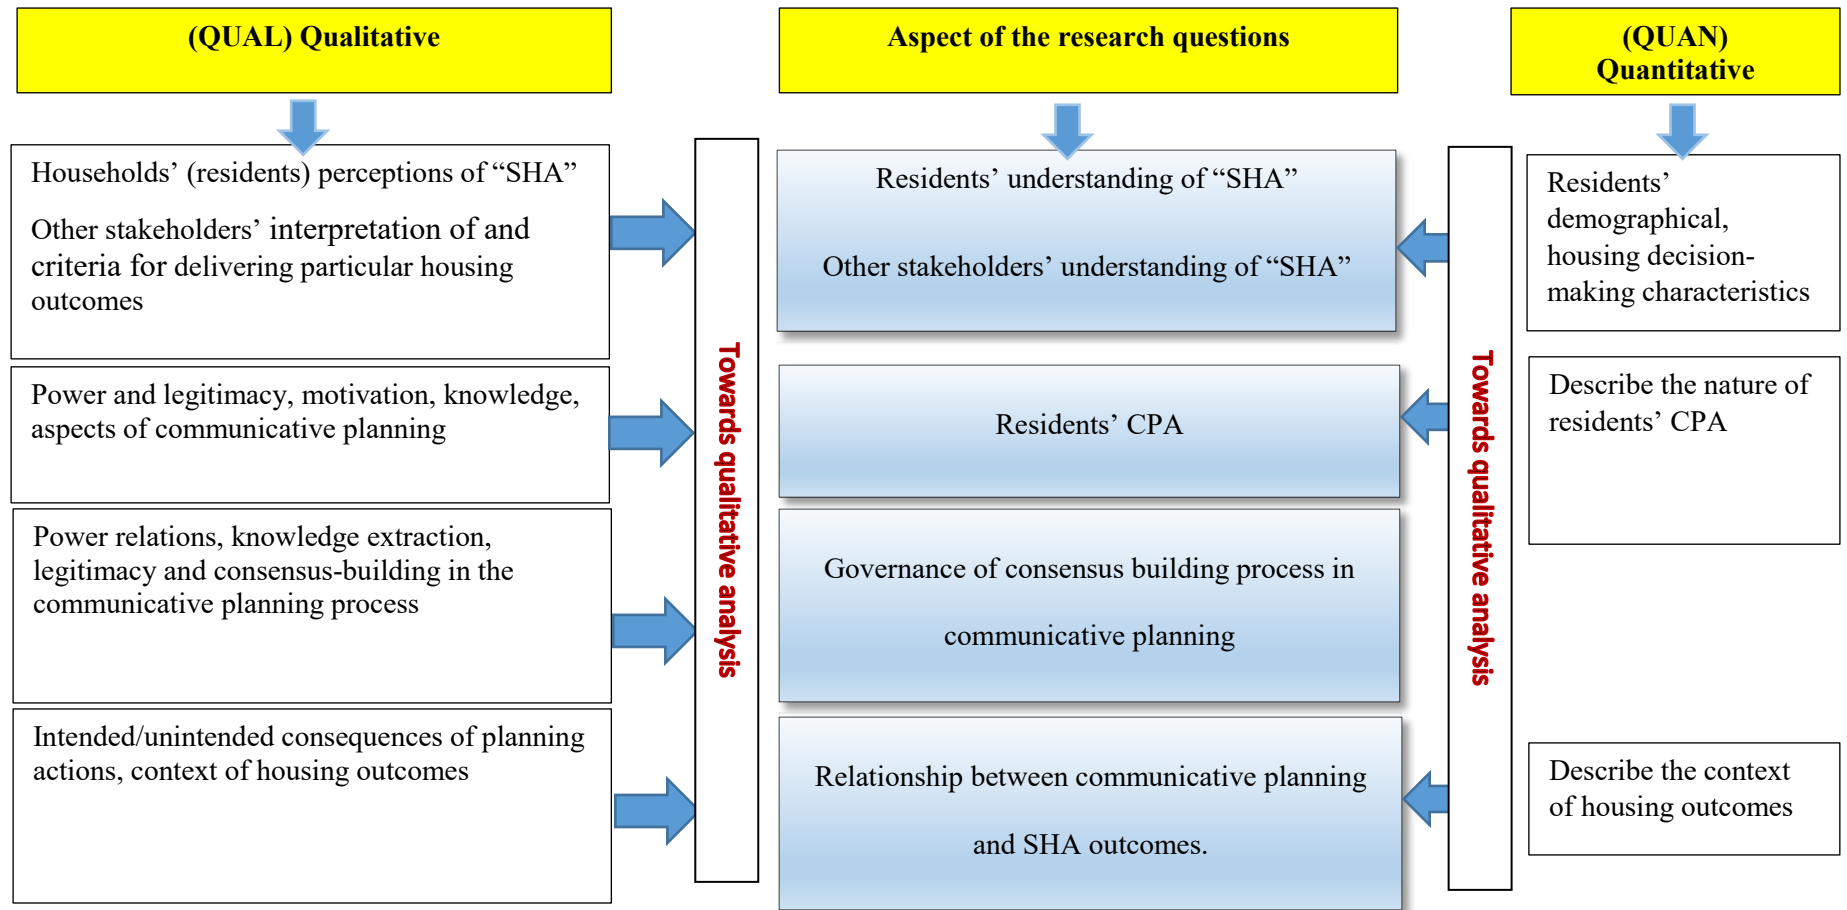 (QUAL) Qualitative
Aspect of the research questions
(QUAN)
Quantitative
Households’ (residents) perceptions of “SHA”
Other stakeholders’ interpretation of and
criteria for delivering particular housing
outcomes
Power and legitimacy, motivation, knowledge,
aspects of communicative planning
Power relations, knowledge extraction,
legitimacy and consensus-building in the
communicative planning process
Intended/unintended consequences of planning
actions, context of housing outcomes
Towards qualitative analysis
Residents’ understanding of “SHA”
Other stakeholders’ understanding of “SHA”
Residents’ CPA
Governance of consensus building process in
communicative planning
Relationship between communicative planning
and SHA outcomes.
Towards qualitative analysis
Residents’
demographical,
housing decision-
making characteristics
Describe the nature of
residents’ CPA
Describe the context
of housing outcomes